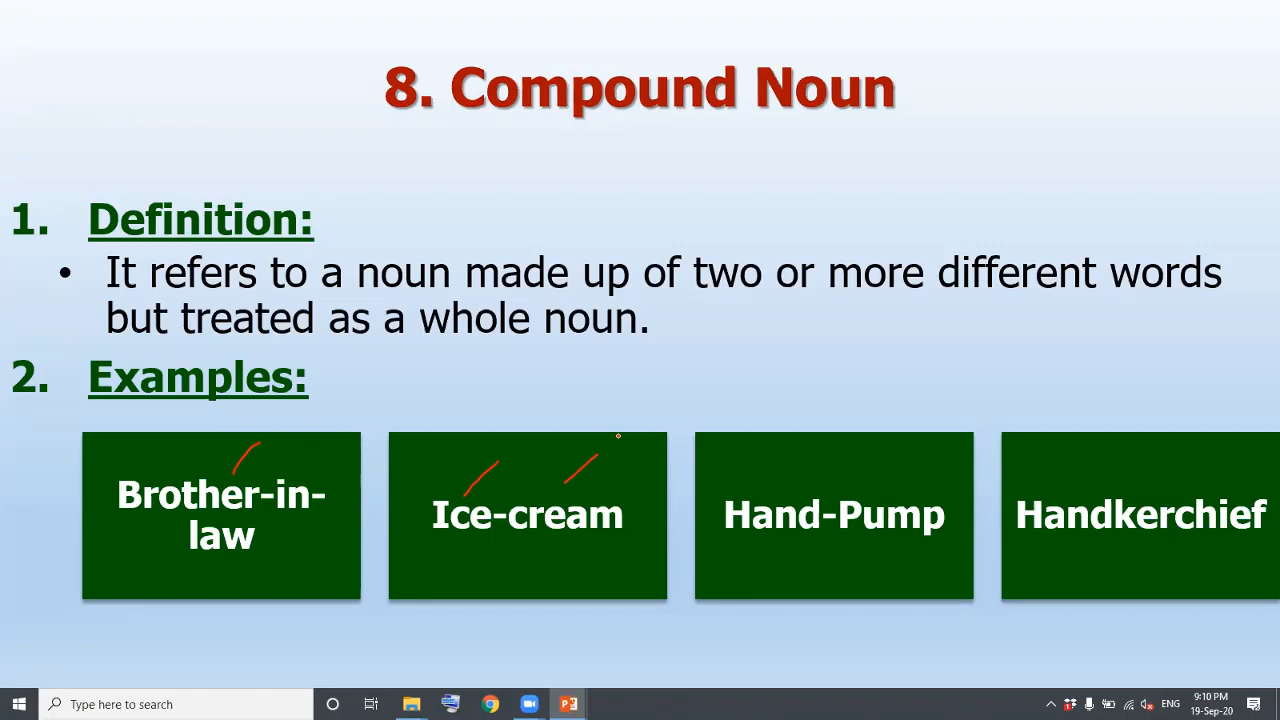 8. Compound Noun
1. Definition:
• It refers to a noun made up of two or more different words
but treated as a whole noun.
2. Examples:
Brother-in-
law
Ice-cream
Hand-Pump
Handkerchief
Type here to search
ENG
9:10 PM
19-Sep-20